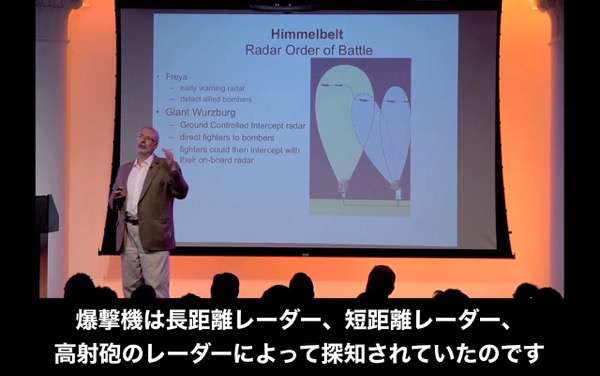 Himmelbelt
Radar Order of Battle
• Freya
– early warning radar
– detect allied bombers
• Giant Wurzburg
– Ground Controlled Intercept radar
– direct fighters to bombers
– fighters could then intercept with
their on-board radar
爆撃機は長距離レーダー、短距離レーダー、
高射砲のレーダーによって探知されていたのです